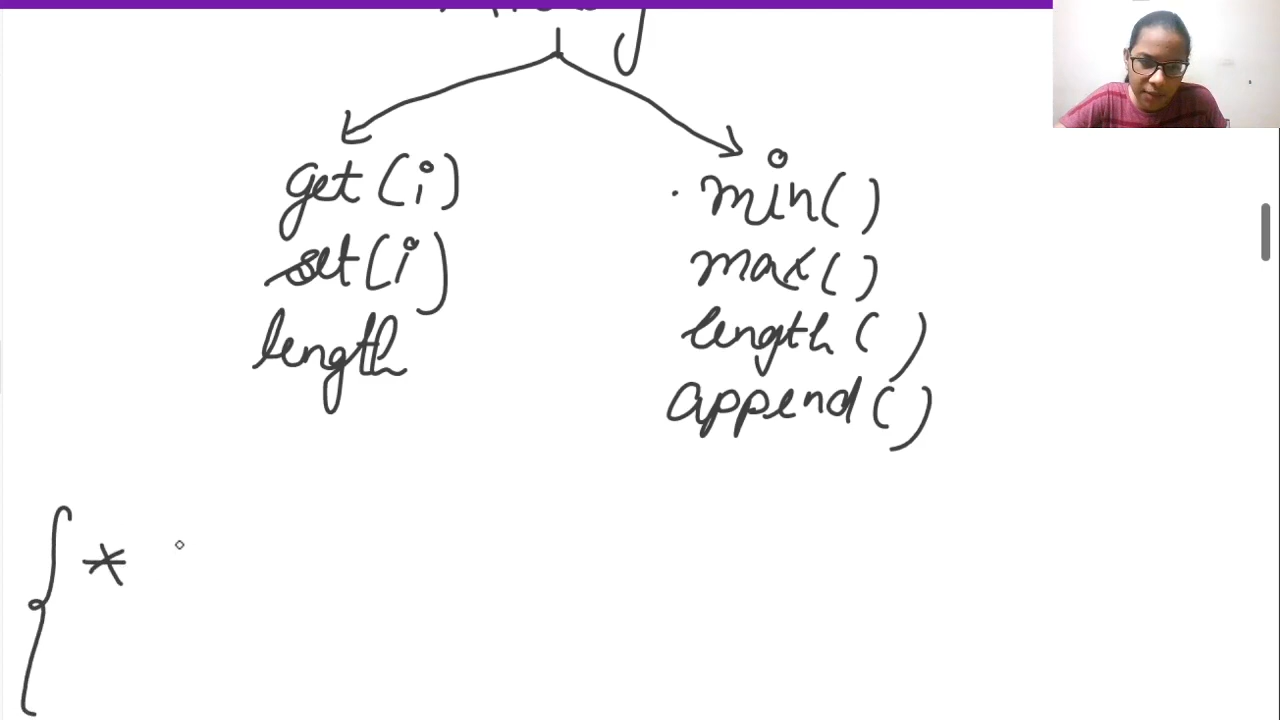 get(i)
set(i)
length
.min()
max()
length()
append()
{ *